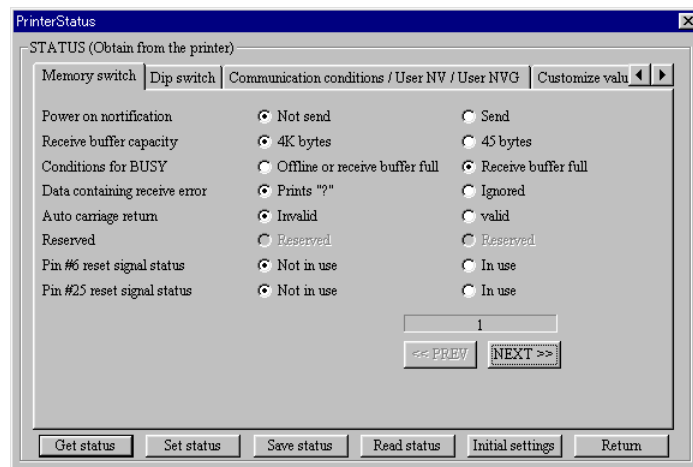 PrinterStatus
STATUS (Obtain from the printer)
Memory switch Dip switch Communication conditions / User NV / User NVG Customize valu
Power on nortification Not send Send
Receive buffer capacity 4K bytes 45 bytes
Conditions for BUSY Offline or receive buffer full Receive buffer full
Data containing receive error Prints "?" Ignored
Auto carriage return Invalid valid
Reserved Reserved Reserved
Pin #6 reset signal status Not in use In use
Pin #25 reset signal status Not in use In use
1
<< PREV NEXT >>
Get status Set status Save status Read status Initial settings Return